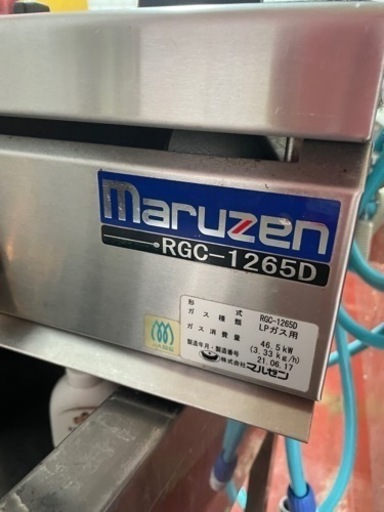 maruzen
RGC-1265D
形式 RGC-1265D
ガス種類 LPガス用
ガス消費量 46.5kW
(3.33kg/h)
製造年月・製造番号 21.06.17
株式会社マルゼン